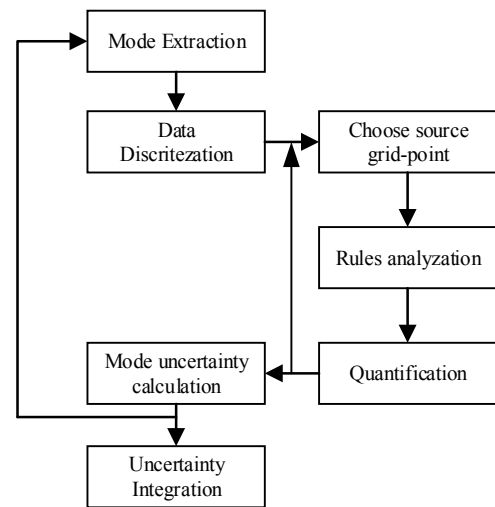 Mode Extraction
Data
Discritezation
Choose source
grid-point
Rules analyzation
Quantification
Mode uncertainty
calculation
Uncertainty
Integration